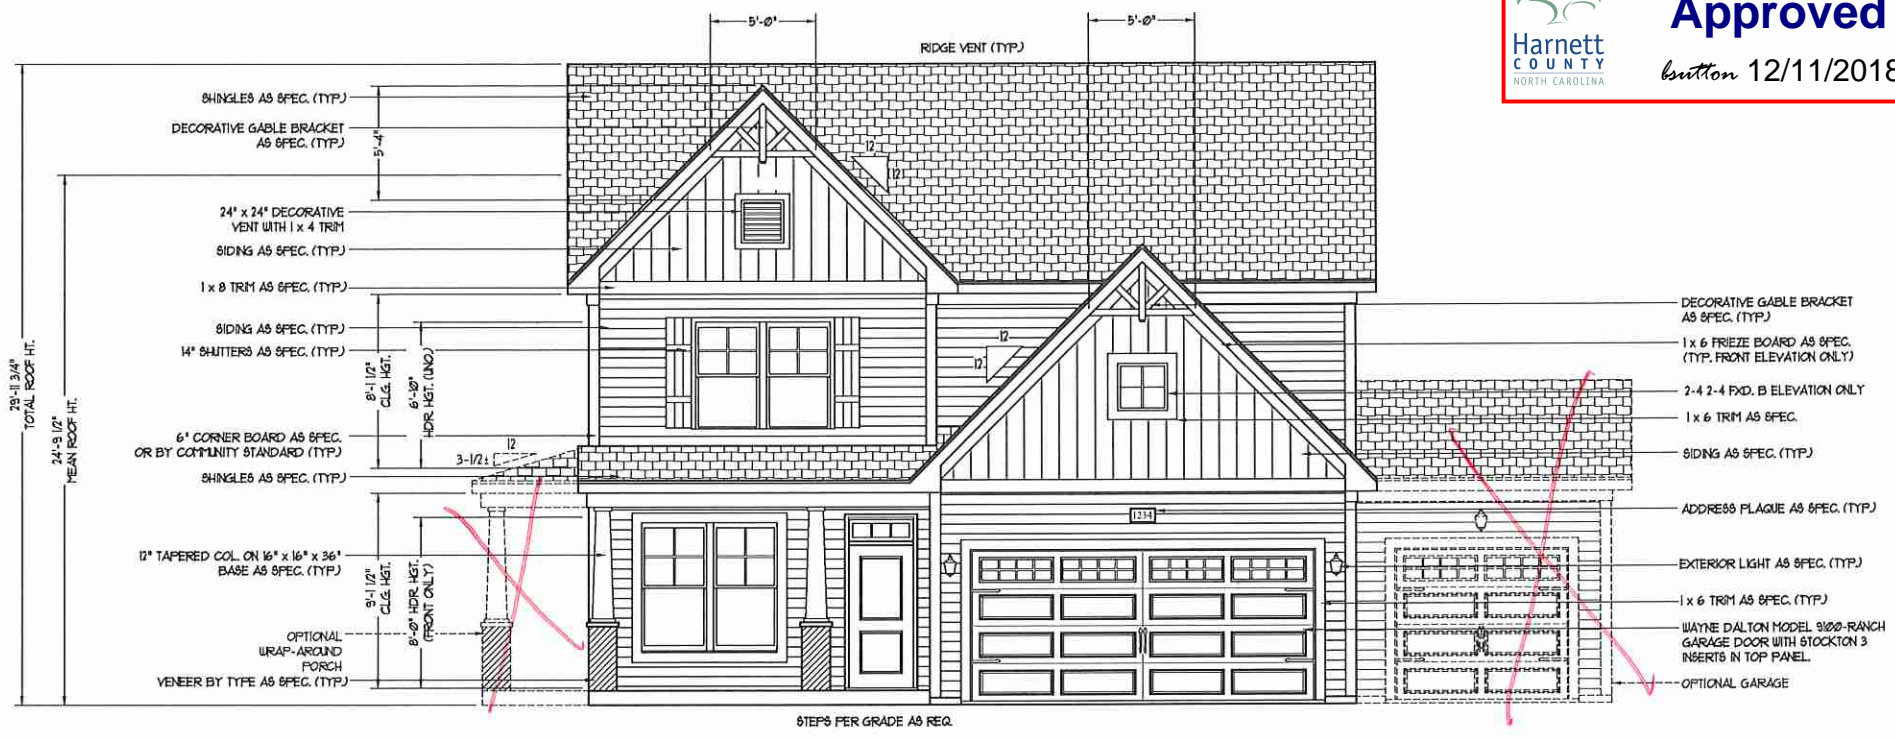 5'-0"
5'-0"
RIDGE VENT (TYP.)
Approved
Harnett
COUNTY
NORTH CAROLINA
bsutton 12/11/2018
SHINGLES AS SPEC. (TYP.)
DECORATIVE GABLE BRACKET
AS SPEC. (TYP.)
5'-4"
12
12
24" x 24" DECORATIVE
VENT WITH 1 x 4 TRIM
SIDING AS SPEC. (TYP.)
1 x 8 TRIM AS SPEC. (TYP.)
SIDING AS SPEC. (TYP.)
14" SHUTTERS AS SPEC. (TYP.)
29'-11 3/4"
TOTAL ROOF HT.
24'-9 1/2"
MEAN ROOF HT.
8'-1 1/2"
CLG. HGT.
6'-10"
HDR. HGT. (UNO.)
12
12
6" CORNER BOARD AS SPEC.
OR BY COMMUNITY STANDARD (TYP.)
12
3-1/2±
SHINGLES AS SPEC. (TYP.)
12" TAPERED COL. ON 16" x 16" x 36"
BASE AS SPEC. (TYP.)
9'-1 1/2"
CLG. HGT.
8'-0" HDR. HGT.
(FRONT ONLY)
OPTIONAL
WRAP-AROUND
PORCH
VENEER BY TYPE AS SPEC. (TYP.)
1234
STEPS PER GRADE AS REQ.
DECORATIVE GABLE BRACKET
AS SPEC. (TYP.)
1 x 6 FRIEZE BOARD AS SPEC.
(TYP. FRONT ELEVATION ONLY)
2-4 2-4 FXD. B ELEVATION ONLY
1 x 6 TRIM AS SPEC.
SIDING AS SPEC. (TYP.)
ADDRESS PLAQUE AS SPEC. (TYP.)
EXTERIOR LIGHT AS SPEC. (TYP.)
1 x 6 TRIM AS SPEC. (TYP.)
WAYNE DALTON MODEL 9100-RANCH
GARAGE DOOR WITH STOCKTON 3
INSERTS IN TOP PANEL.
OPTIONAL GARAGE